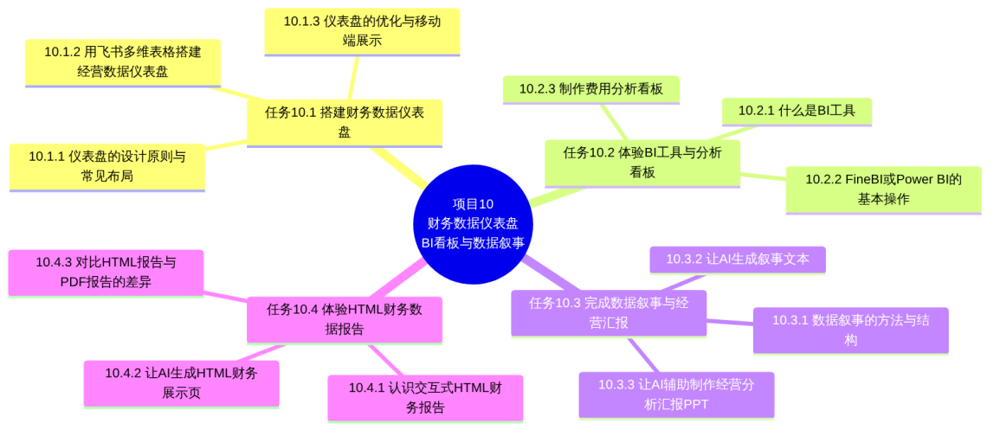 项目10
财务数据仪表盘
BI看板与数据叙事
任务10.1 搭建财务数据仪表
盘
10.1.1 仪表盘的设计原则与
常见布局
10.1.2 用飞书多维表格搭建
经营数据仪表盘
10.1.3 仪表盘的优化与移动
端展示
任务10.2 体验BI工具与分析
看板
10.2.1 什么是BI工具
10.2.2 FineBI或Power BI的
基本操作
10.2.3 制作费用分析看板
任务10.3 完成数据叙事与经
营汇报
10.3.1 数据叙事的方法与结
构
10.3.2 让AI生成叙事文本
10.3.3 让AI辅助制作经营分
析汇报PPT
任务10.4 体验HTML财务数
据报告
10.4.1 认识交互式HTML财
务报告
10.4.2 让AI生成HTML财务
展示页
10.4.3 对比HTML报告与
PDF报告的差异